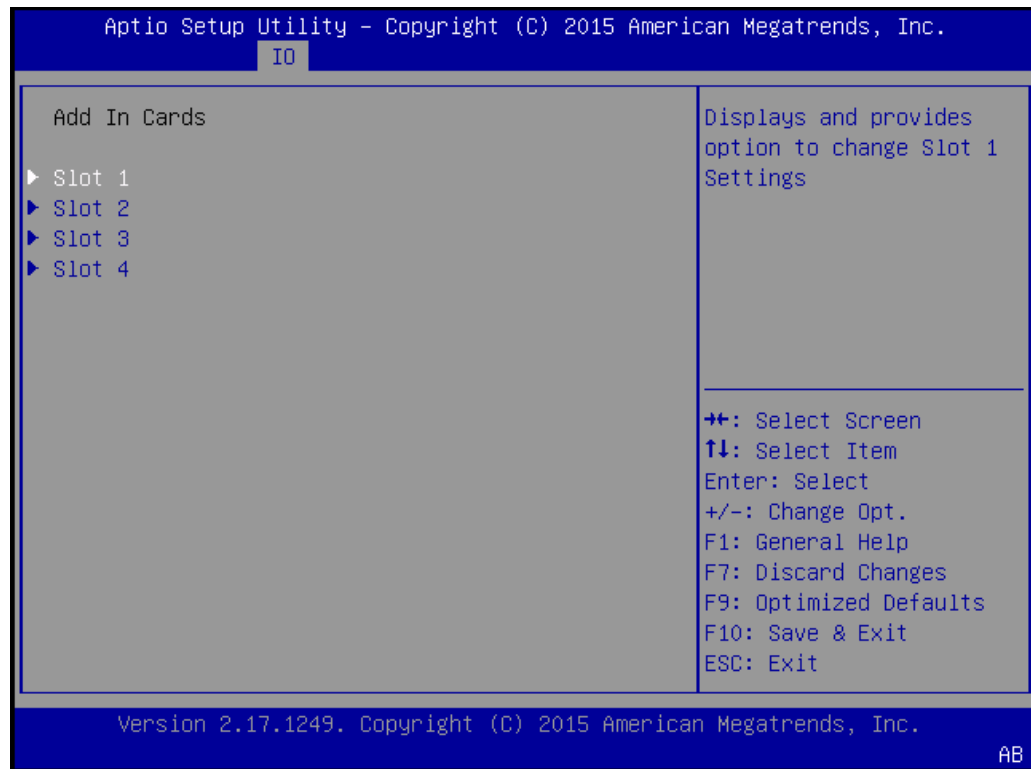 Aptio Setup Utility – Copyright (C) 2015 American Megatrends, Inc.
IO
Add In Cards
Slot 1
Slot 2
Slot 3
Slot 4
Displays and provides
option to change Slot 1
Settings
→←: Select Screen
↑↓: Select Item
Enter: Select
+/-: Change Opt.
F1: General Help
F7: Discard Changes
F9: Optimized Defaults
F10: Save & Exit
ESC: Exit
Version 2.17.1249. Copyright (C) 2015 American Megatrends, Inc.
AB